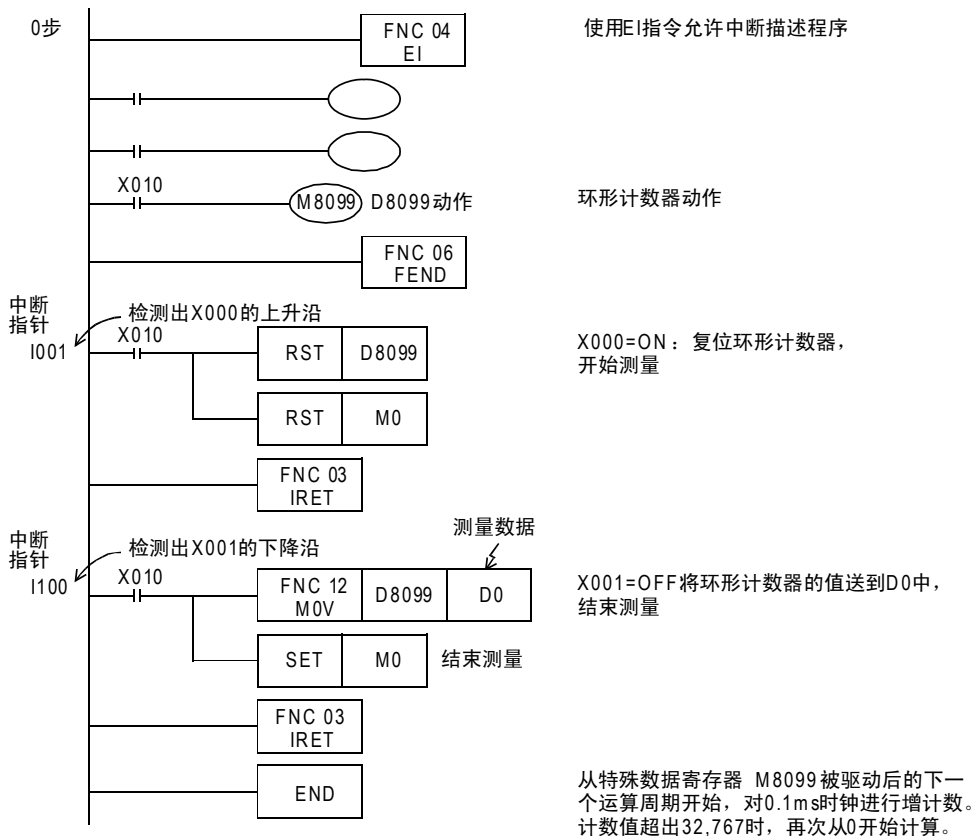 0步
FNC 04
EI
使用EI指令允许中断描述程序
X010
M8099
D8099动作
环形计数器动作
FNC 06
FEND
中断
指针
I001
检测出X000的上升沿
X010
RST
D8099
X000=ON：复位环形计数器，
开始测量
RST
M0
FNC 03
IRET
测量数据
中断
指针
I100
检测出X001的下降沿
X010
FNC 12
MOV
D8099
D0
X001=OFF将环形计数器的值送到D0中，
结束测量
SET
M0
结束测量
FNC 03
IRET
END
从特殊数据寄存器 M8099被驱动后的下一
个运算周期开始，对0.1ms时钟进行增计数。
计数值超出32,767时，再次从0开始计算。